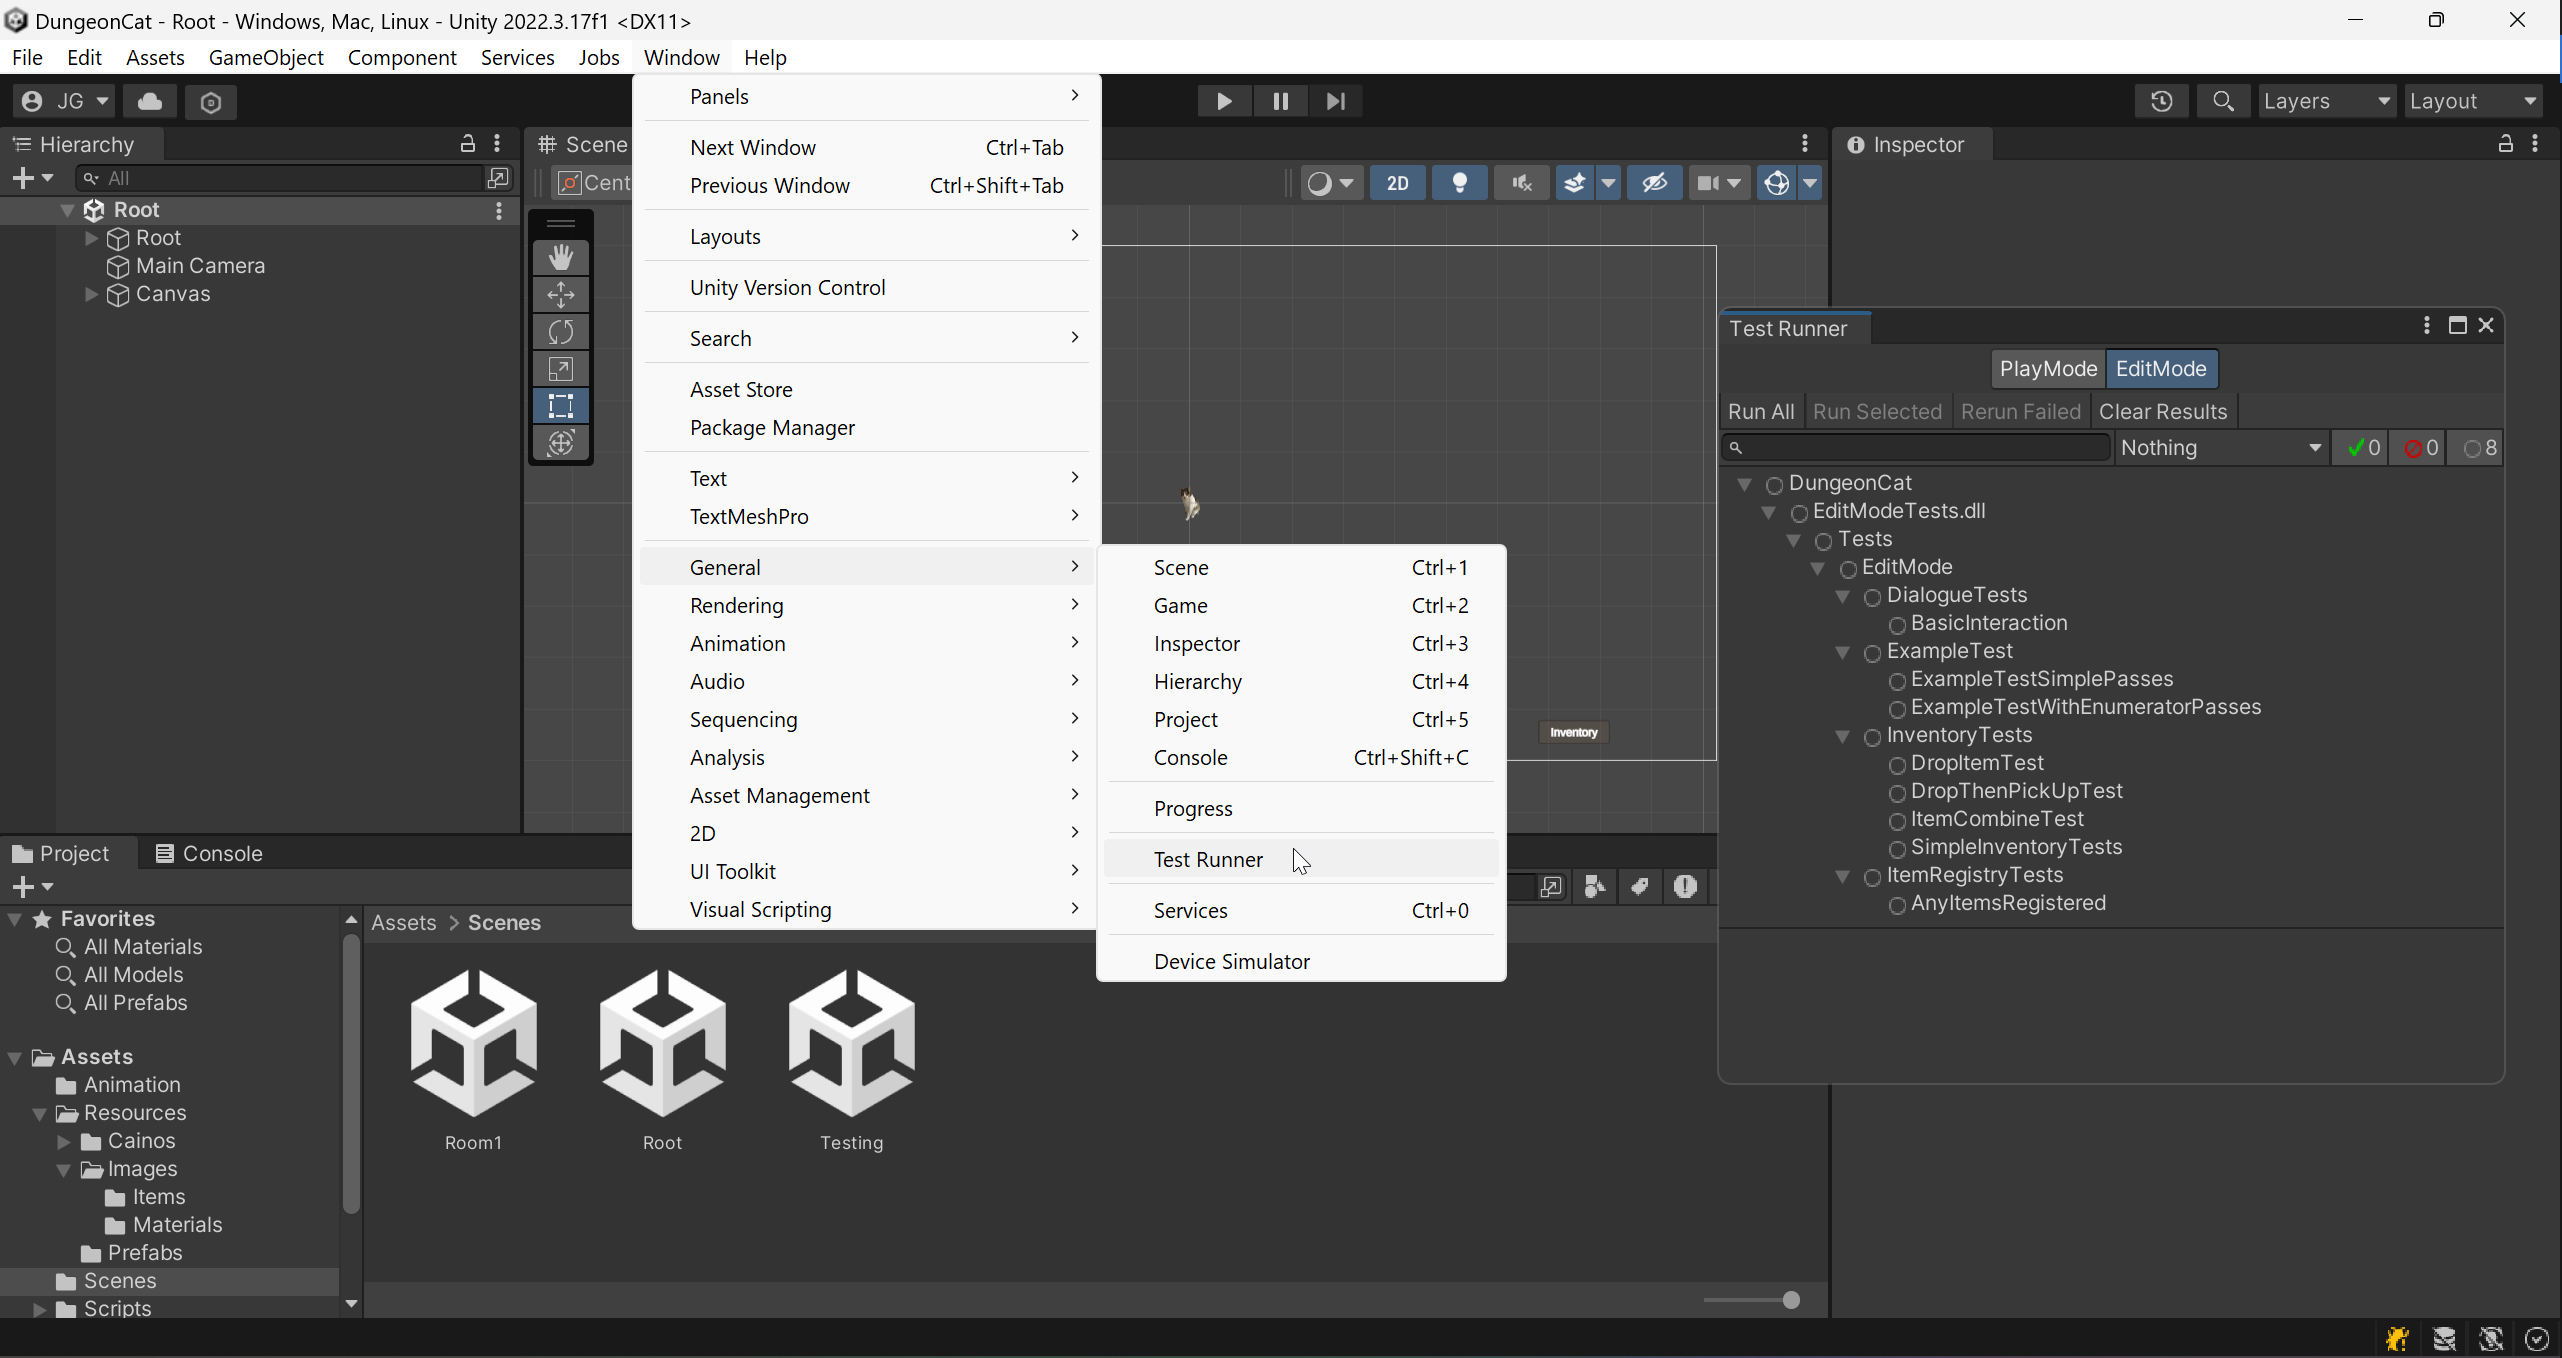 DungeonCat - Root - Windows, Mac, Linux - Unity 2022.3.17f1 <DX11>
File Edit Assets GameObject Component Services Jobs Window Help
JG
Layers
Layout
Hierarchy
All
Root
Root
Main Camera
Canvas
Scene
Cent
2D
Inspector
Panels
Next Window Ctrl+Tab
Previous Window Ctrl+Shift+Tab
Layouts
Unity Version Control
Search
Asset Store
Package Manager
Text
TextMeshPro
General
Rendering
Animation
Audio
Sequencing
Analysis
Asset Management
2D
UI Toolkit
Visual Scripting
Scene Ctrl+1
Game Ctrl+2
Inspector Ctrl+3
Hierarchy Ctrl+4
Project Ctrl+5
Console Ctrl+Shift+C
Progress
Test Runner
Services Ctrl+0
Device Simulator
Inventory
Test Runner
PlayMode EditMode
Run All Run Selected Rerun Failed Clear Results
Nothing 0 0 8
DungeonCat
EditModeTests.dll
Tests
EditMode
DialogueTests
BasicInteraction
ExampleTest
ExampleTestSimplePasses
ExampleTestWithEnumeratorPasses
InventoryTests
DropItemTest
DropThenPickUpTest
ItemCombineTest
SimpleInventoryTests
ItemRegistryTests
AnyItemsRegistered
Project Console
Favorites
All Materials
All Models
All Prefabs
Assets
Animation
Resources
Cainos
Images
Items
Materials
Prefabs
Scenes
Scripts
Assets > Scenes
Room1 Root Testing